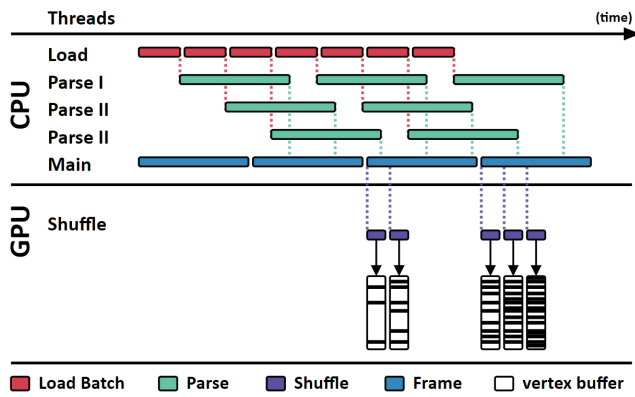 Threads
(time)
CPU
Load
Parse I
Parse II
Parse II
Main
GPU
Shuffle
Load Batch
Parse
Shuffle
Frame
vertex buffer